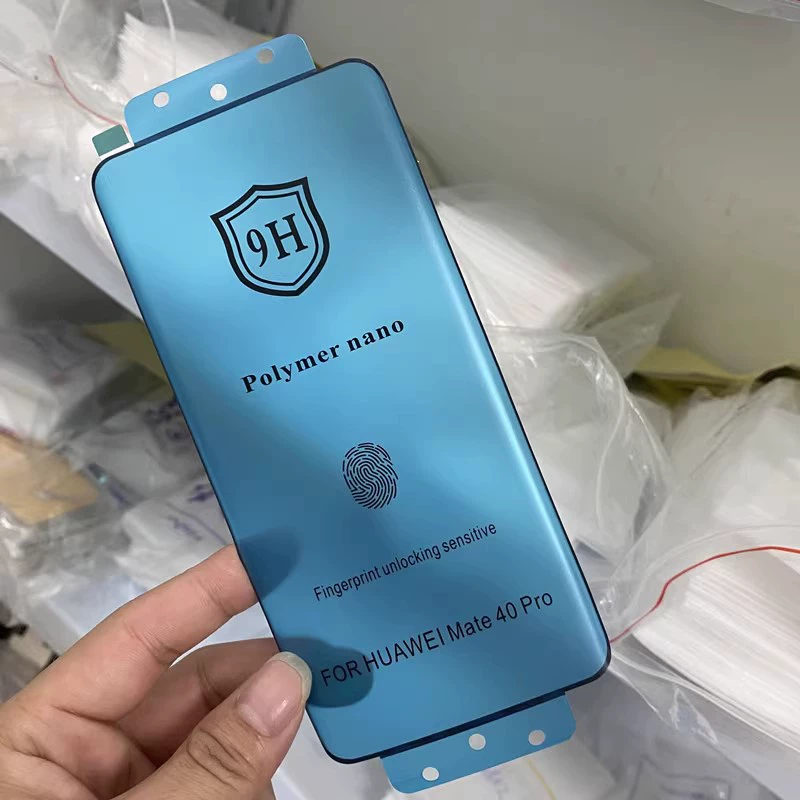 9H
Polymer nano
Fingerprint unlocking sensitive
FOR HUAWEI Mate 40 Pro